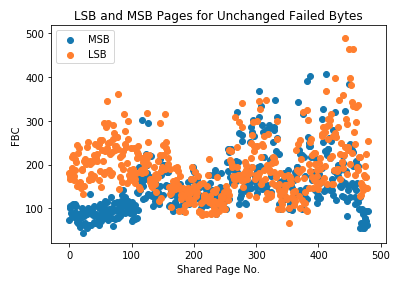 LSB and MSB Pages for Unchanged Failed Bytes
MSB
LSB
500
400
300
200
100
FBC
0
100
200
300
400
500
Shared Page No.